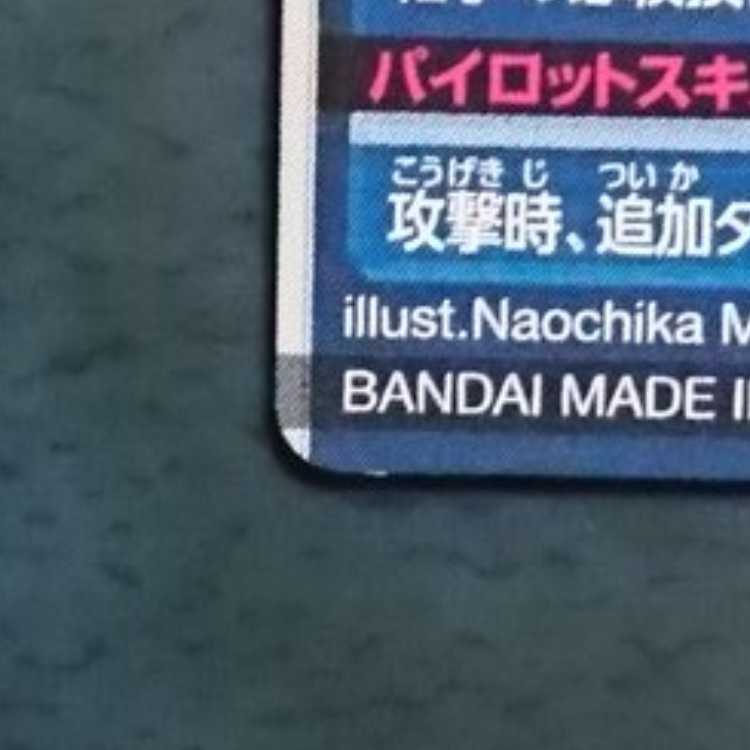 パイロットスキ
こうげき じ ついか
攻撃時、追加ダ
illust.Naochika M
BANDAI MADE I